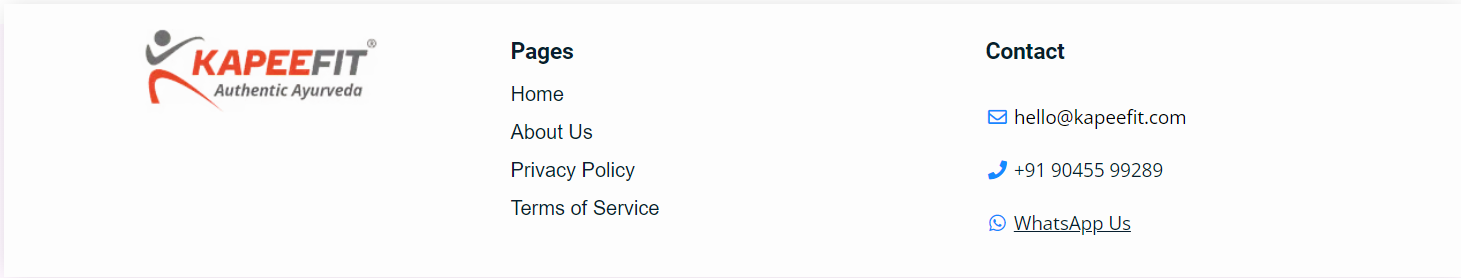 KAPEEFIT®
Authentic Ayurveda
Pages
Home
About Us
Privacy Policy
Terms of Service
Contact
hello@kapeefit.com
+91 90455 99289
WhatsApp Us